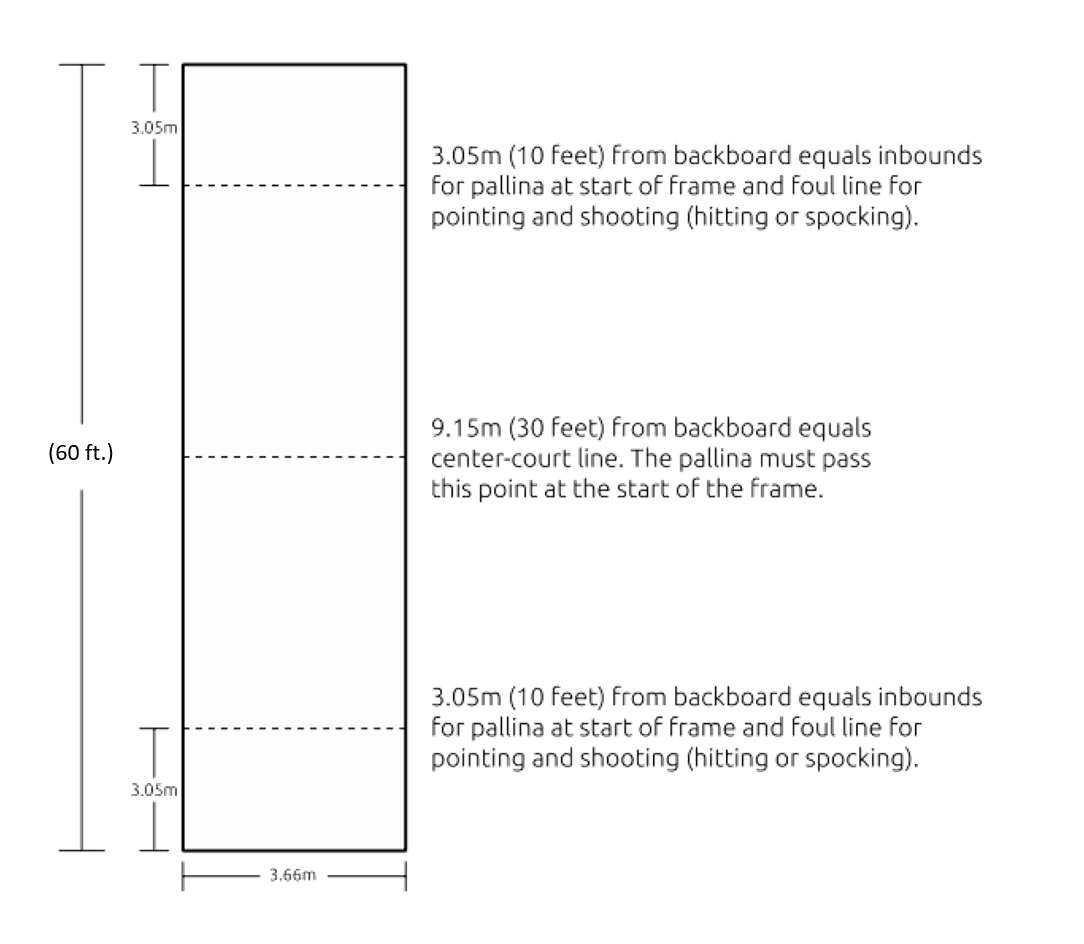 3.05m
3.05m (10 feet) from backboard equals inbounds
for pallina at start of frame and foul line for
pointing and shooting (hitting or spocking).
(60 ft.)
9.15m (30 feet) from backboard equals
center-court line. The pallina must pass
this point at the start of the frame.
3.05m (10 feet) from backboard equals inbounds
for pallina at start of frame and foul line for
pointing and shooting (hitting or spocking).
3.05m
3.66m